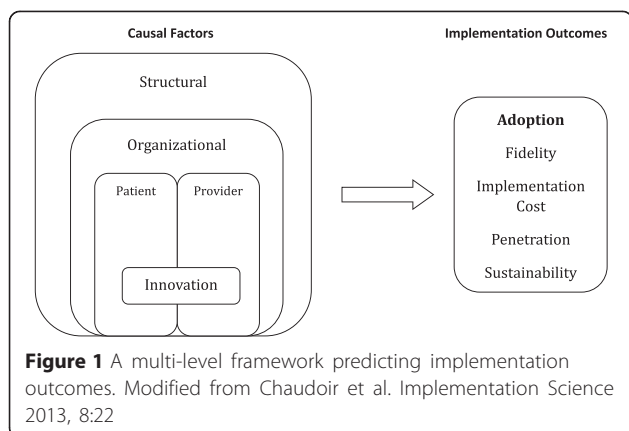 Causal Factors
Implementation Outcomes
Structural
Organizational
Patient
Provider
Innovation
Adoption
Fidelity
Implementation
Cost
Penetration
Sustainability
Figure 1 A multi-level framework predicting implementation
outcomes. Modified from Chaudoir et al. Implementation Science
2013, 8:22